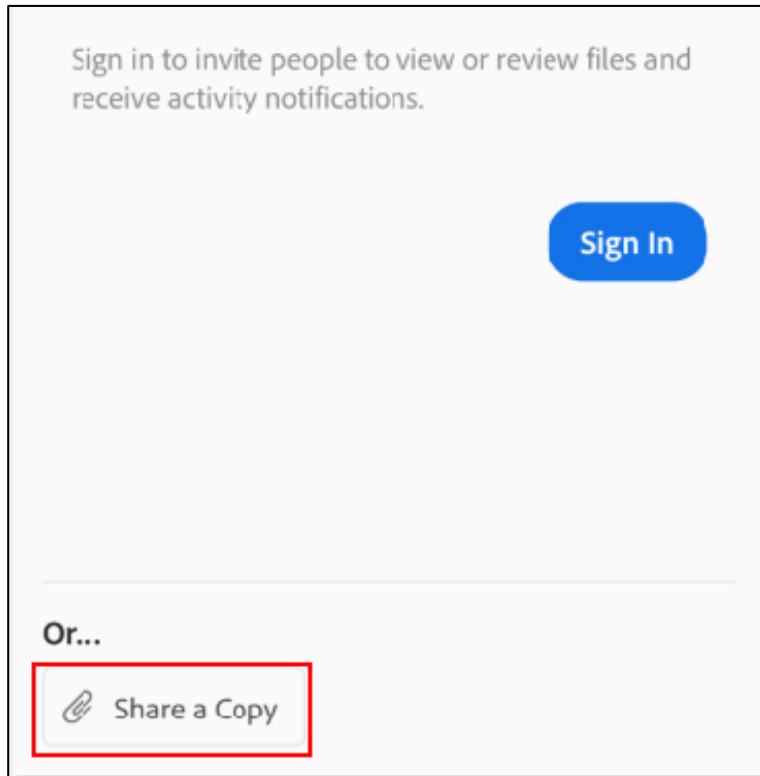 Sign in to invite people to view or review files and
receive activity notifications.
Sign In
Or...
Share a Copy